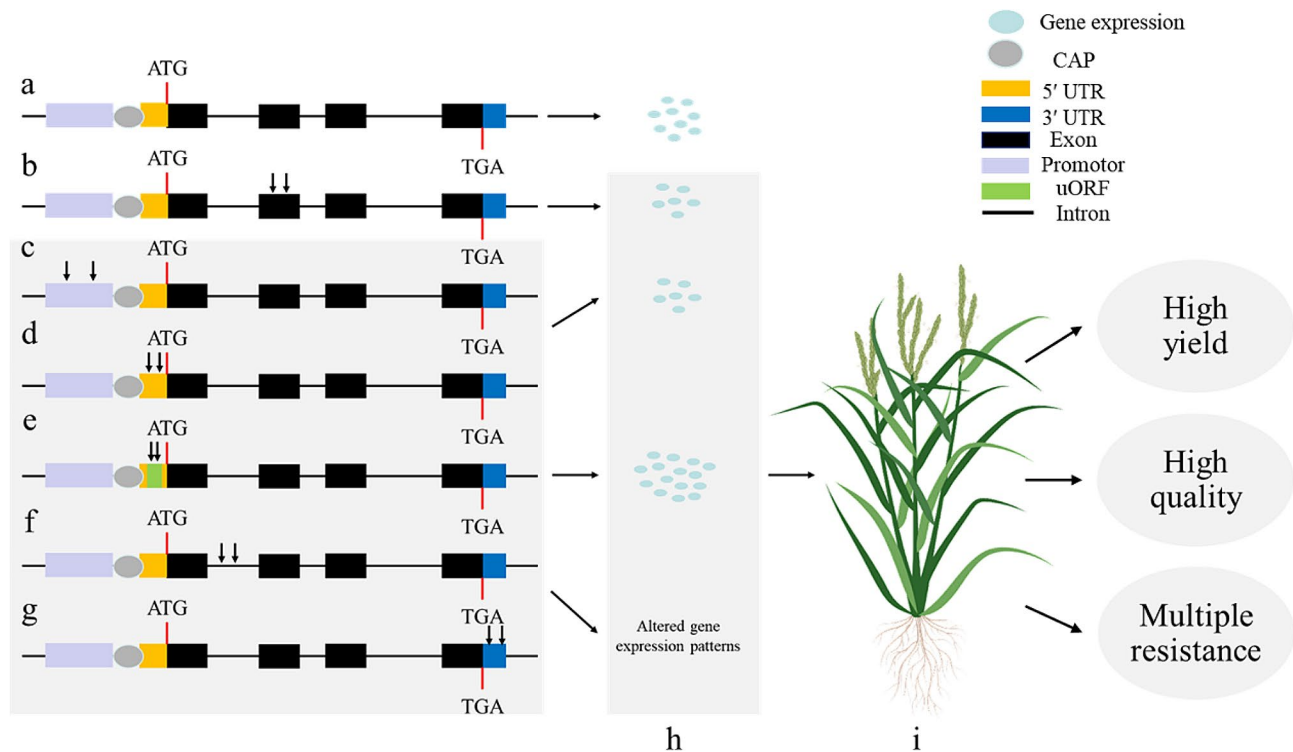 Gene expression
CAP
5′ UTR
3′ UTR
Exon
Promotor
uORF
Intron
a
ATG
TGA
b
ATG
TGA
c
ATG
TGA
d
ATG
TGA
e
ATG
TGA
f
ATG
TGA
g
ATG
TGA
Altered gene
expression patterns
h
i
High
yield
High
quality
Multiple
resistance